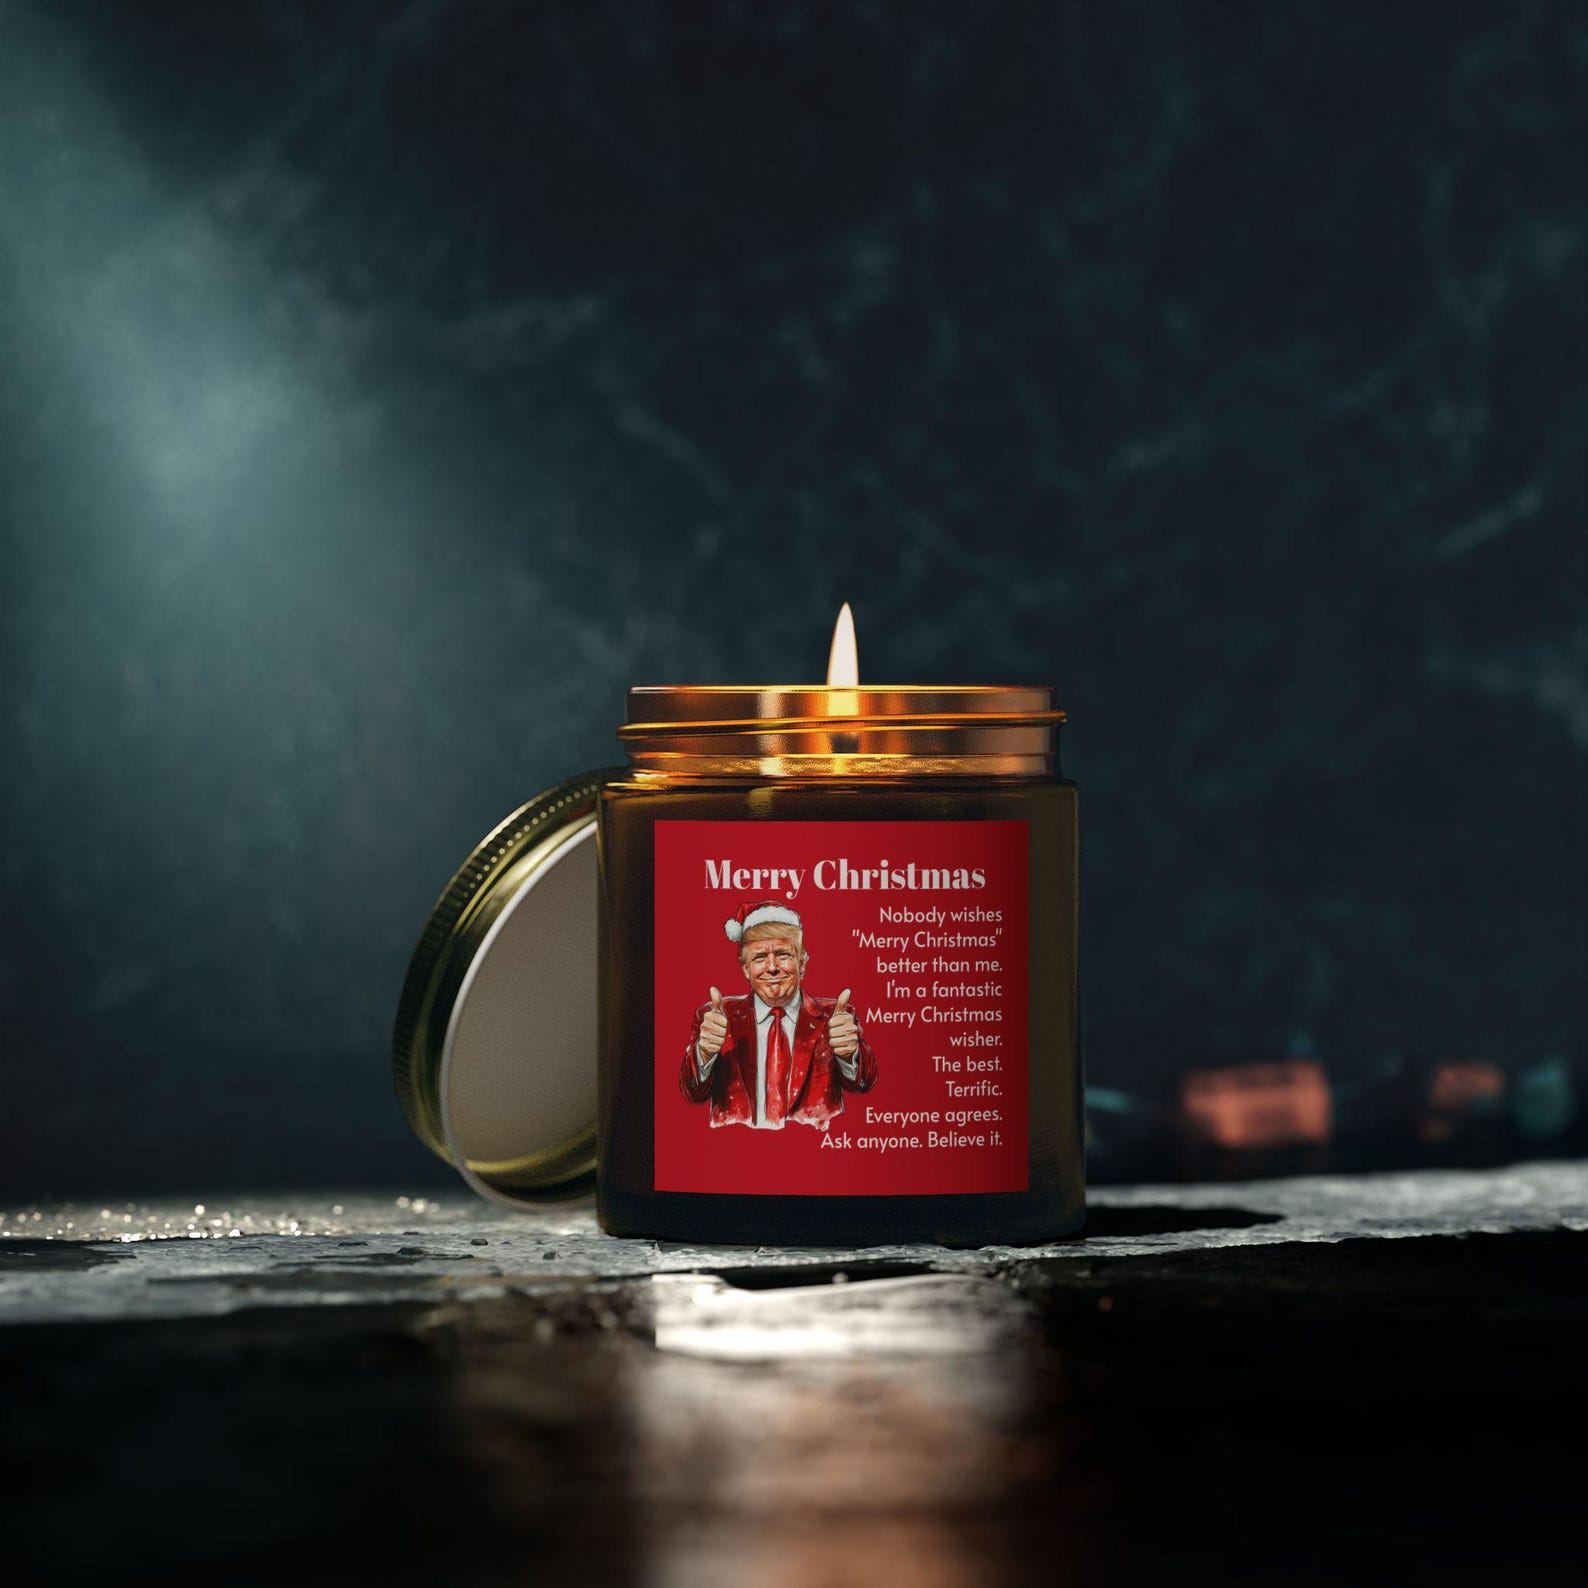 Merry Christmas
Nobody wishes
"Merry Christmas"
better than me.
I'm a fantastic
Merry Christmas
wisher.
The best.
Terrific.
Everyone agrees.
Ask anyone. Believe it.